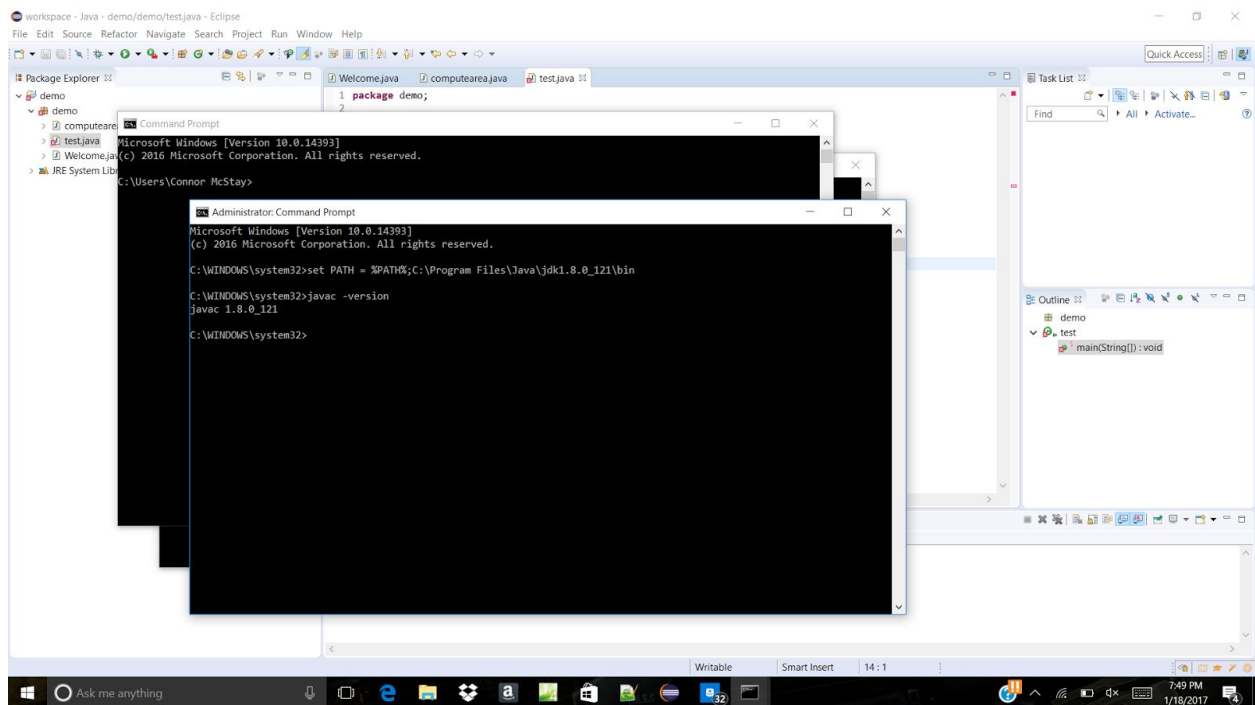 workspace - Java - demo/demo/test.java - Eclipse
File Edit Source Refactor Navigate Search Project Run Window Help
Quick Access
Package Explorer
Welcome.java
computearea.java
test.java
Task List
demo
1 package demo;
demo
2
Find
All
Activate...
computeare
test.java
Welcome.ja
JRE System Libr
Command Prompt
Microsoft Windows [Version 10.0.14393]
(c) 2016 Microsoft Corporation. All rights reserved.
C:\Users\Connor McStay>
Administrator: Command Prompt
Microsoft Windows [Version 10.0.14393]
(c) 2016 Microsoft Corporation. All rights reserved.
C:\WINDOWS\system32>set PATH = %PATH%;C:\Program Files\Java\jdk1.8.0_121\bin
C:\WINDOWS\system32>javac -version
javac 1.8.0_121
C:\WINDOWS\system32>
Outline
demo
test
main(String[]) : void
Writable
Smart Insert
14 : 1
Ask me anything
32
7:49 PM
1/18/2017
4